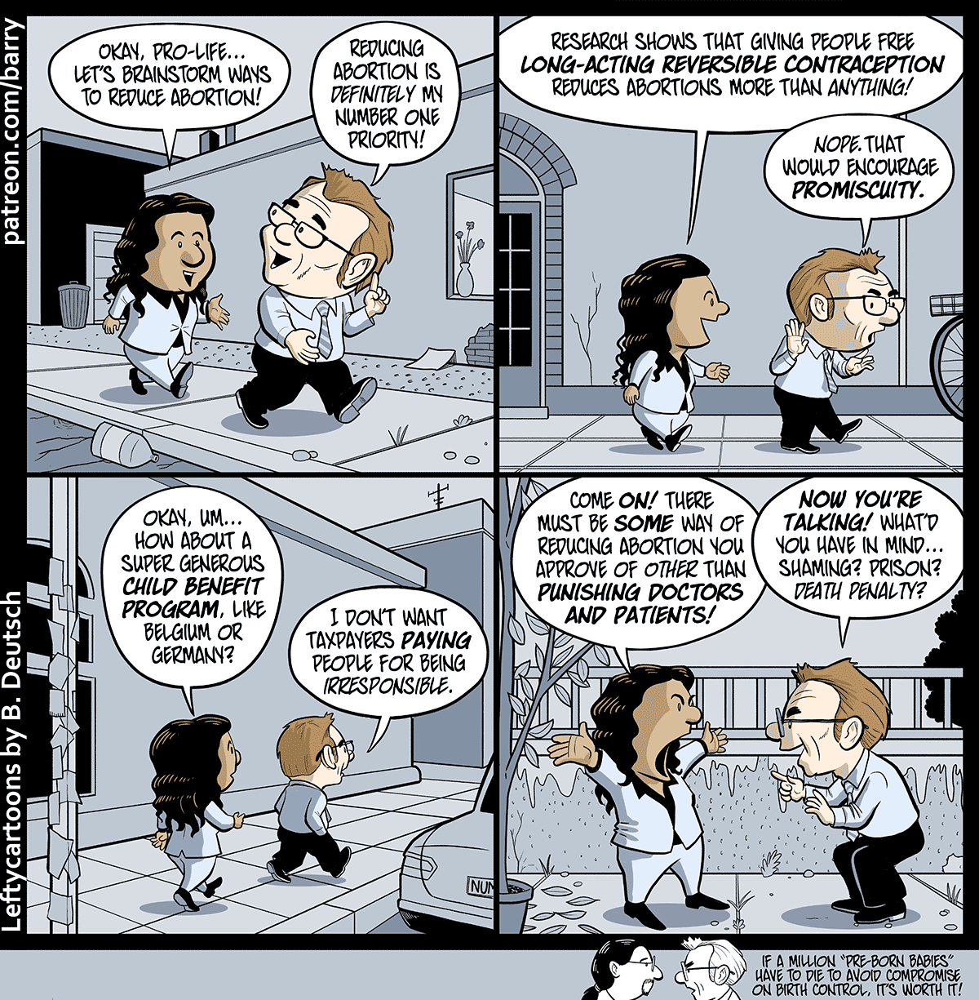 patreon.com/barry
OKAY, PRO-LIFE...
LET'S BRAINSTORM WAYS
TO REDUCE ABORTION!
REDUCING
ABORTION IS
DEFINITELY MY
NUMBER ONE
PRIORITY!
RESEARCH SHOWS THAT GIVING PEOPLE FREE
LONG-ACTING REVERSIBLE CONTRACEPTION
REDUCES ABORTIONS MORE THAN ANYTHING!
NOPE. THAT
WOULD ENCOURAGE
PROMISCUITY.
Leftycartoons by B. Deutsch
OKAY, UM...
HOW ABOUT A
SUPER GENEROUS
CHILD BENEFIT
PROGRAM, LIKE
BELGIUM OR
GERMANY?
I DON'T WANT
TAXPAYERS PAYING
PEOPLE FOR BEING
IRRESPONSIBLE.
NUM
COME ON! THERE
MUST BE SOME WAY OF
REDUCING ABORTION YOU
APPROVE OF OTHER THAN
PUNISHING DOCTORS
AND PATIENTS!
NOW YOU'RE
TALKING! WHAT'D
YOU HAVE IN MIND...
SHAMING? PRISON?
DEATH PENALTY?
IF A MILLION "PRE-BORN BABIES"
HAVE TO DIE TO AVOID COMPROMISE
ON BIRTH CONTROL, IT'S WORTH IT!